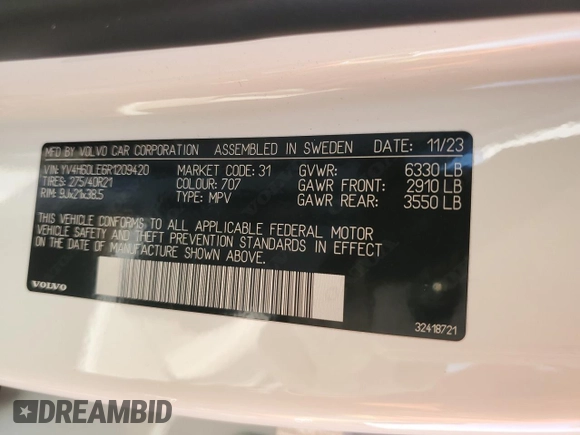 MFD BY VOLVO CAR CORPORATION ASSEMBLED IN SWEDEN DATE: 11/23
VIN: YV4H60LE6R1209420 MARKET CODE: 31 GVWR: 6330 LB
TIRES: 275/40R21 COLOUR: 707 GAWR FRONT: 2910 LB
RIM: 9Jx21x38.5 TYPE: MPV GAWR REAR: 3550 LB
THIS VEHICLE CONFORMS TO ALL APPLICABLE FEDERAL MOTOR
VEHICLE SAFETY AND THEFT PREVENTION STANDARDS IN EFFECT
ON THE DATE OF MANUFACTURE SHOWN ABOVE.
VOLVO
32418721
DREAMBID